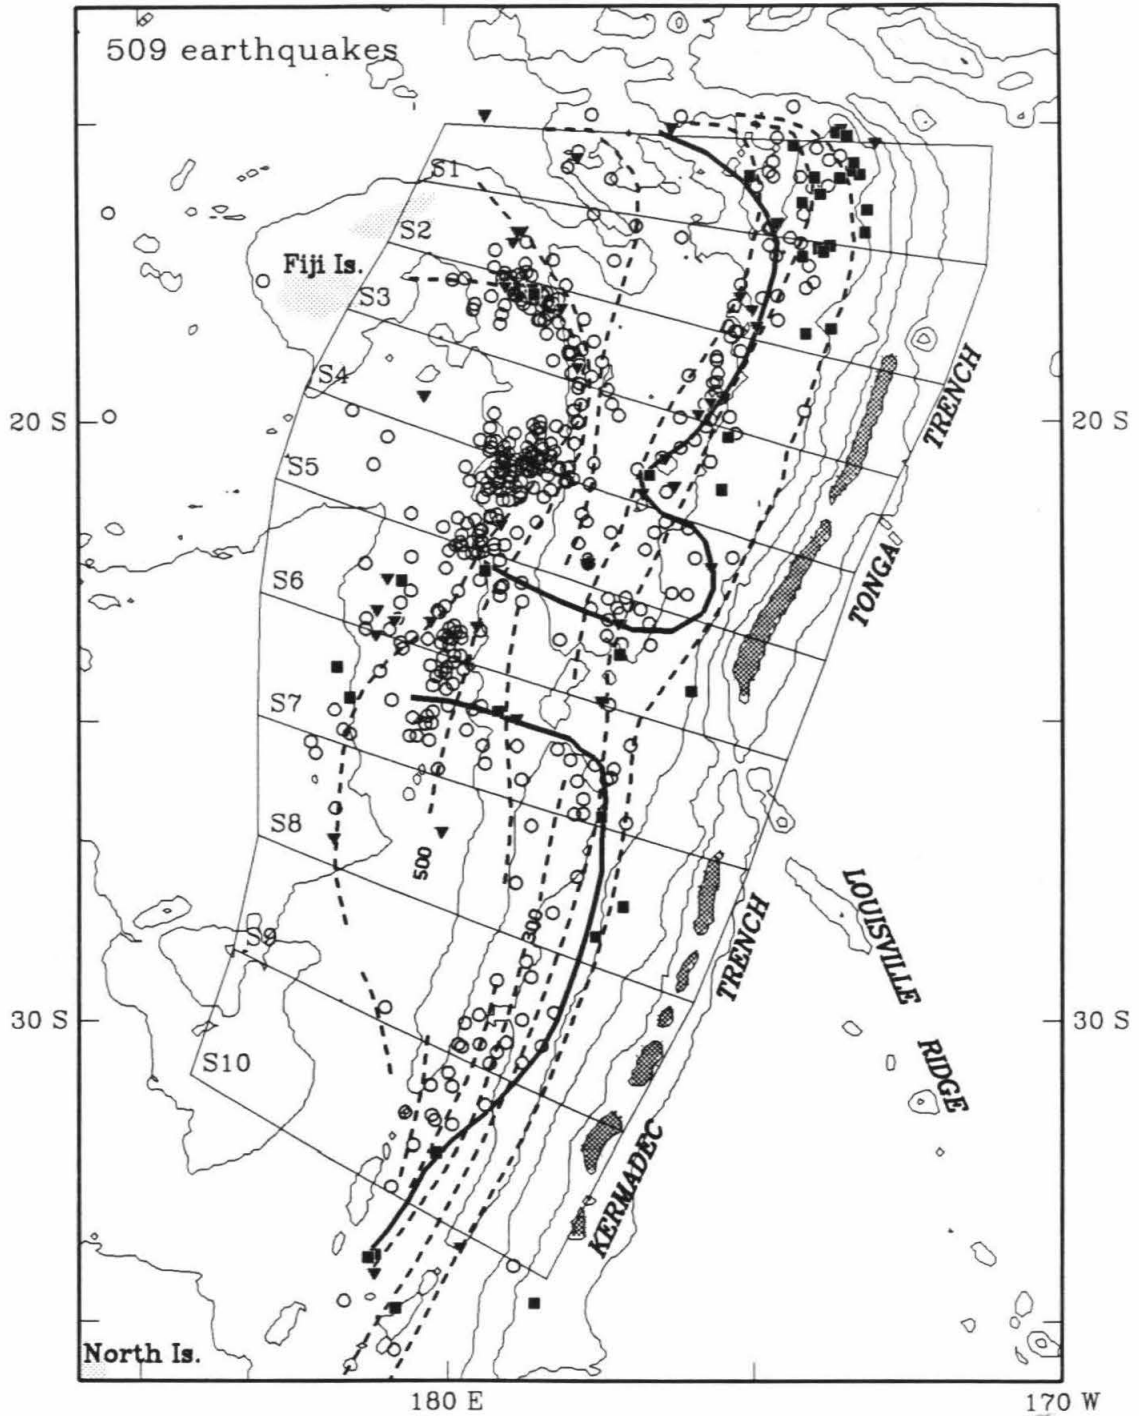 509 earthquakes
S1
S2
Fiji Is.
S3
S4
TRENCH
20 S
20 S
S5
TONGA
S6
S7
S8
500
LOUISVILLE
300
TRENCH
S9
30 S
30 S
RIDGE
S10
KERMADEC
North Is.
180 E
170 W